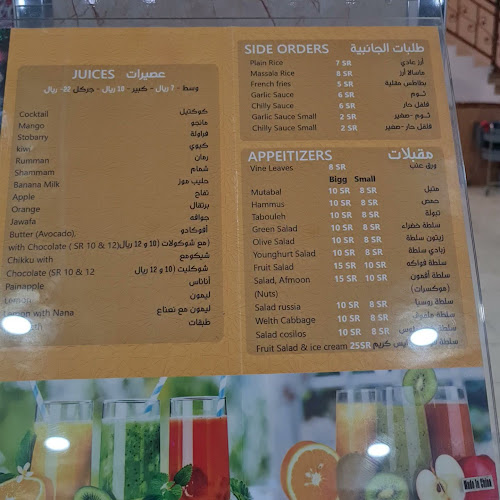 JUICES عصيرات
وسط - 7 ريال - كبير - 10 ريال - جركل 22- ريال
Cocktail كوكتيل
Mango مانجو
Stobarry فراولة
kiwi كيوي
Rumman رمان
Shammam شمام
Banana Milk حليب موز
Apple تفاح
Orange برتقال
Jawafa جوافه
Butter (Avocado), أفوكادو
with Chocolate ( SR 10 & 12) (مع شوكولات (10 و 12 ريال
Chikku with شيكومع
Chocolate (SR 10 & 12 شوكليت (10 و 12 ريال
Painapple أناناس
Lemon ليمون
Lemon with Nana ليمون مع نعناع
طبقات
SIDE ORDERS طلبات الجانبية
Plain Rice 7 SR أرز عادي
Massala Rice 8 SR ماسالا أرز
French fries 5 SR بطاطس مقلية
Garlic Sauce 6 SR ثوم
Chilly Sauce 6 SR فلفل حار
Garlic Sauce Small 2 SR ثوم -صغير
Chilly Sauce Small 2 SR فلفل حار -صغير
APPEITIZERS مقبلات
Vine Leaves 8 SR ورق عنب
Bigg Small
Mutabal 10 SR 8 SR متبل
Hammus 10 SR 8 SR حمص
Tabouleh 10 SR 8 SR تبولة
Green Salad 10 SR 8 SR سلطة خضراء
Olive Salad 10 SR 8 SR زيتون سلطة
Younghurt Salad 10 SR 8 SR زبادي سلطة
Fruit Salad 15 SR 10 SR سلطة فواكه
Salad, Afmoon 15 SR 10 SR سلطة أفمون
(Nuts) (موكسرات)
Salad russia 10 SR 8 SR سلطة روسيا
Welth Cabbage 10 SR 8 SR سلطة
Salad cosilos 10 SR 8 SR سلطة
Fruit Salad & ice cream 25SR سلطة ايس كريم
Made In China